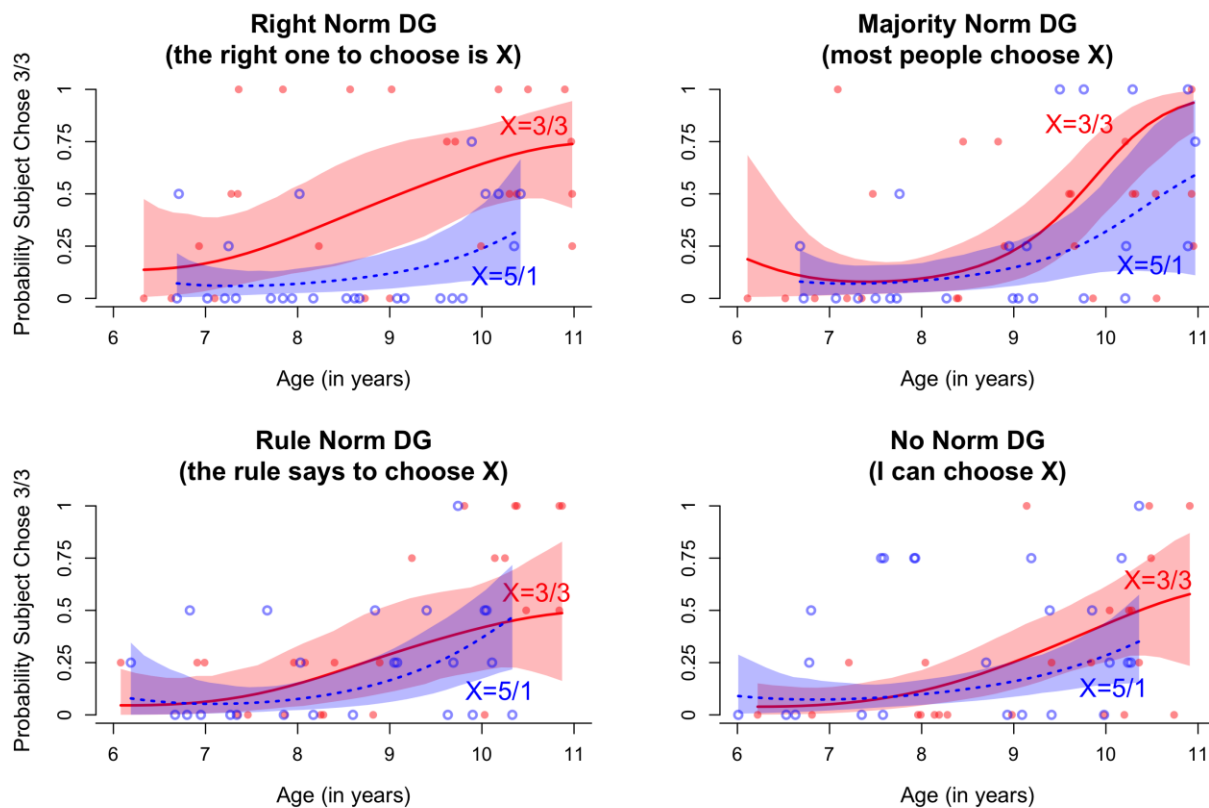 Right Norm DG
(the right one to choose is X)
Probability Subject Chose 3/3
1
0.75
0.5
0.25
0
X=3/3
X=5/1
6 7 8 9 10 11
Age (in years)
Majority Norm DG
(most people choose X)
1
0.75
0.5
0.25
0
X=3/3
X=5/1
6 7 8 9 10 11
Age (in years)
Rule Norm DG
(the rule says to choose X)
Probability Subject Chose 3/3
1
0.75
0.5
0.25
0
X=3/3
X=5/1
6 7 8 9 10 11
Age (in years)
No Norm DG
(I can choose X)
1
0.75
0.5
0.25
0
X=3/3
X=5/1
6 7 8 9 10 11
Age (in years)